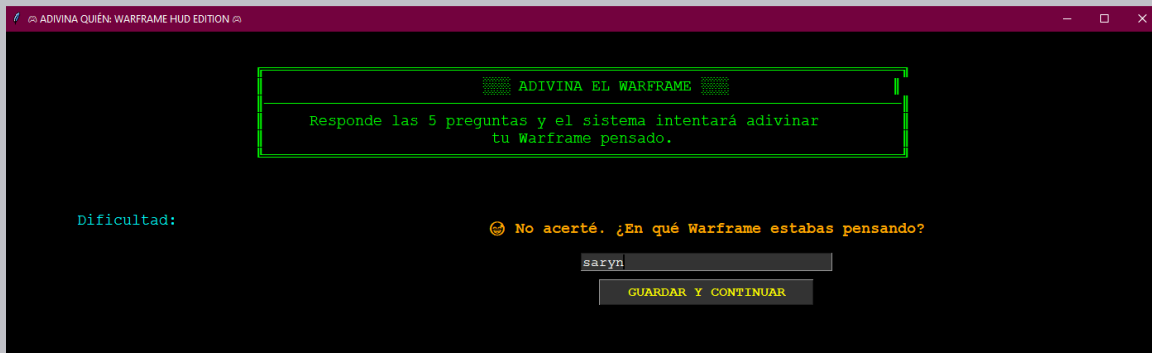 🎮 ADIVINA QUIÉN: WARFRAME HUD EDITION 🎮
░░░ ADIVINA EL WARFRAME ░░░
Responde las 5 preguntas y el sistema intentará adivinar
tu Warframe pensado.
Dificultad:
😅 No acerté. ¿En qué Warframe estabas pensando?
saryn
GUARDAR Y CONTINUAR